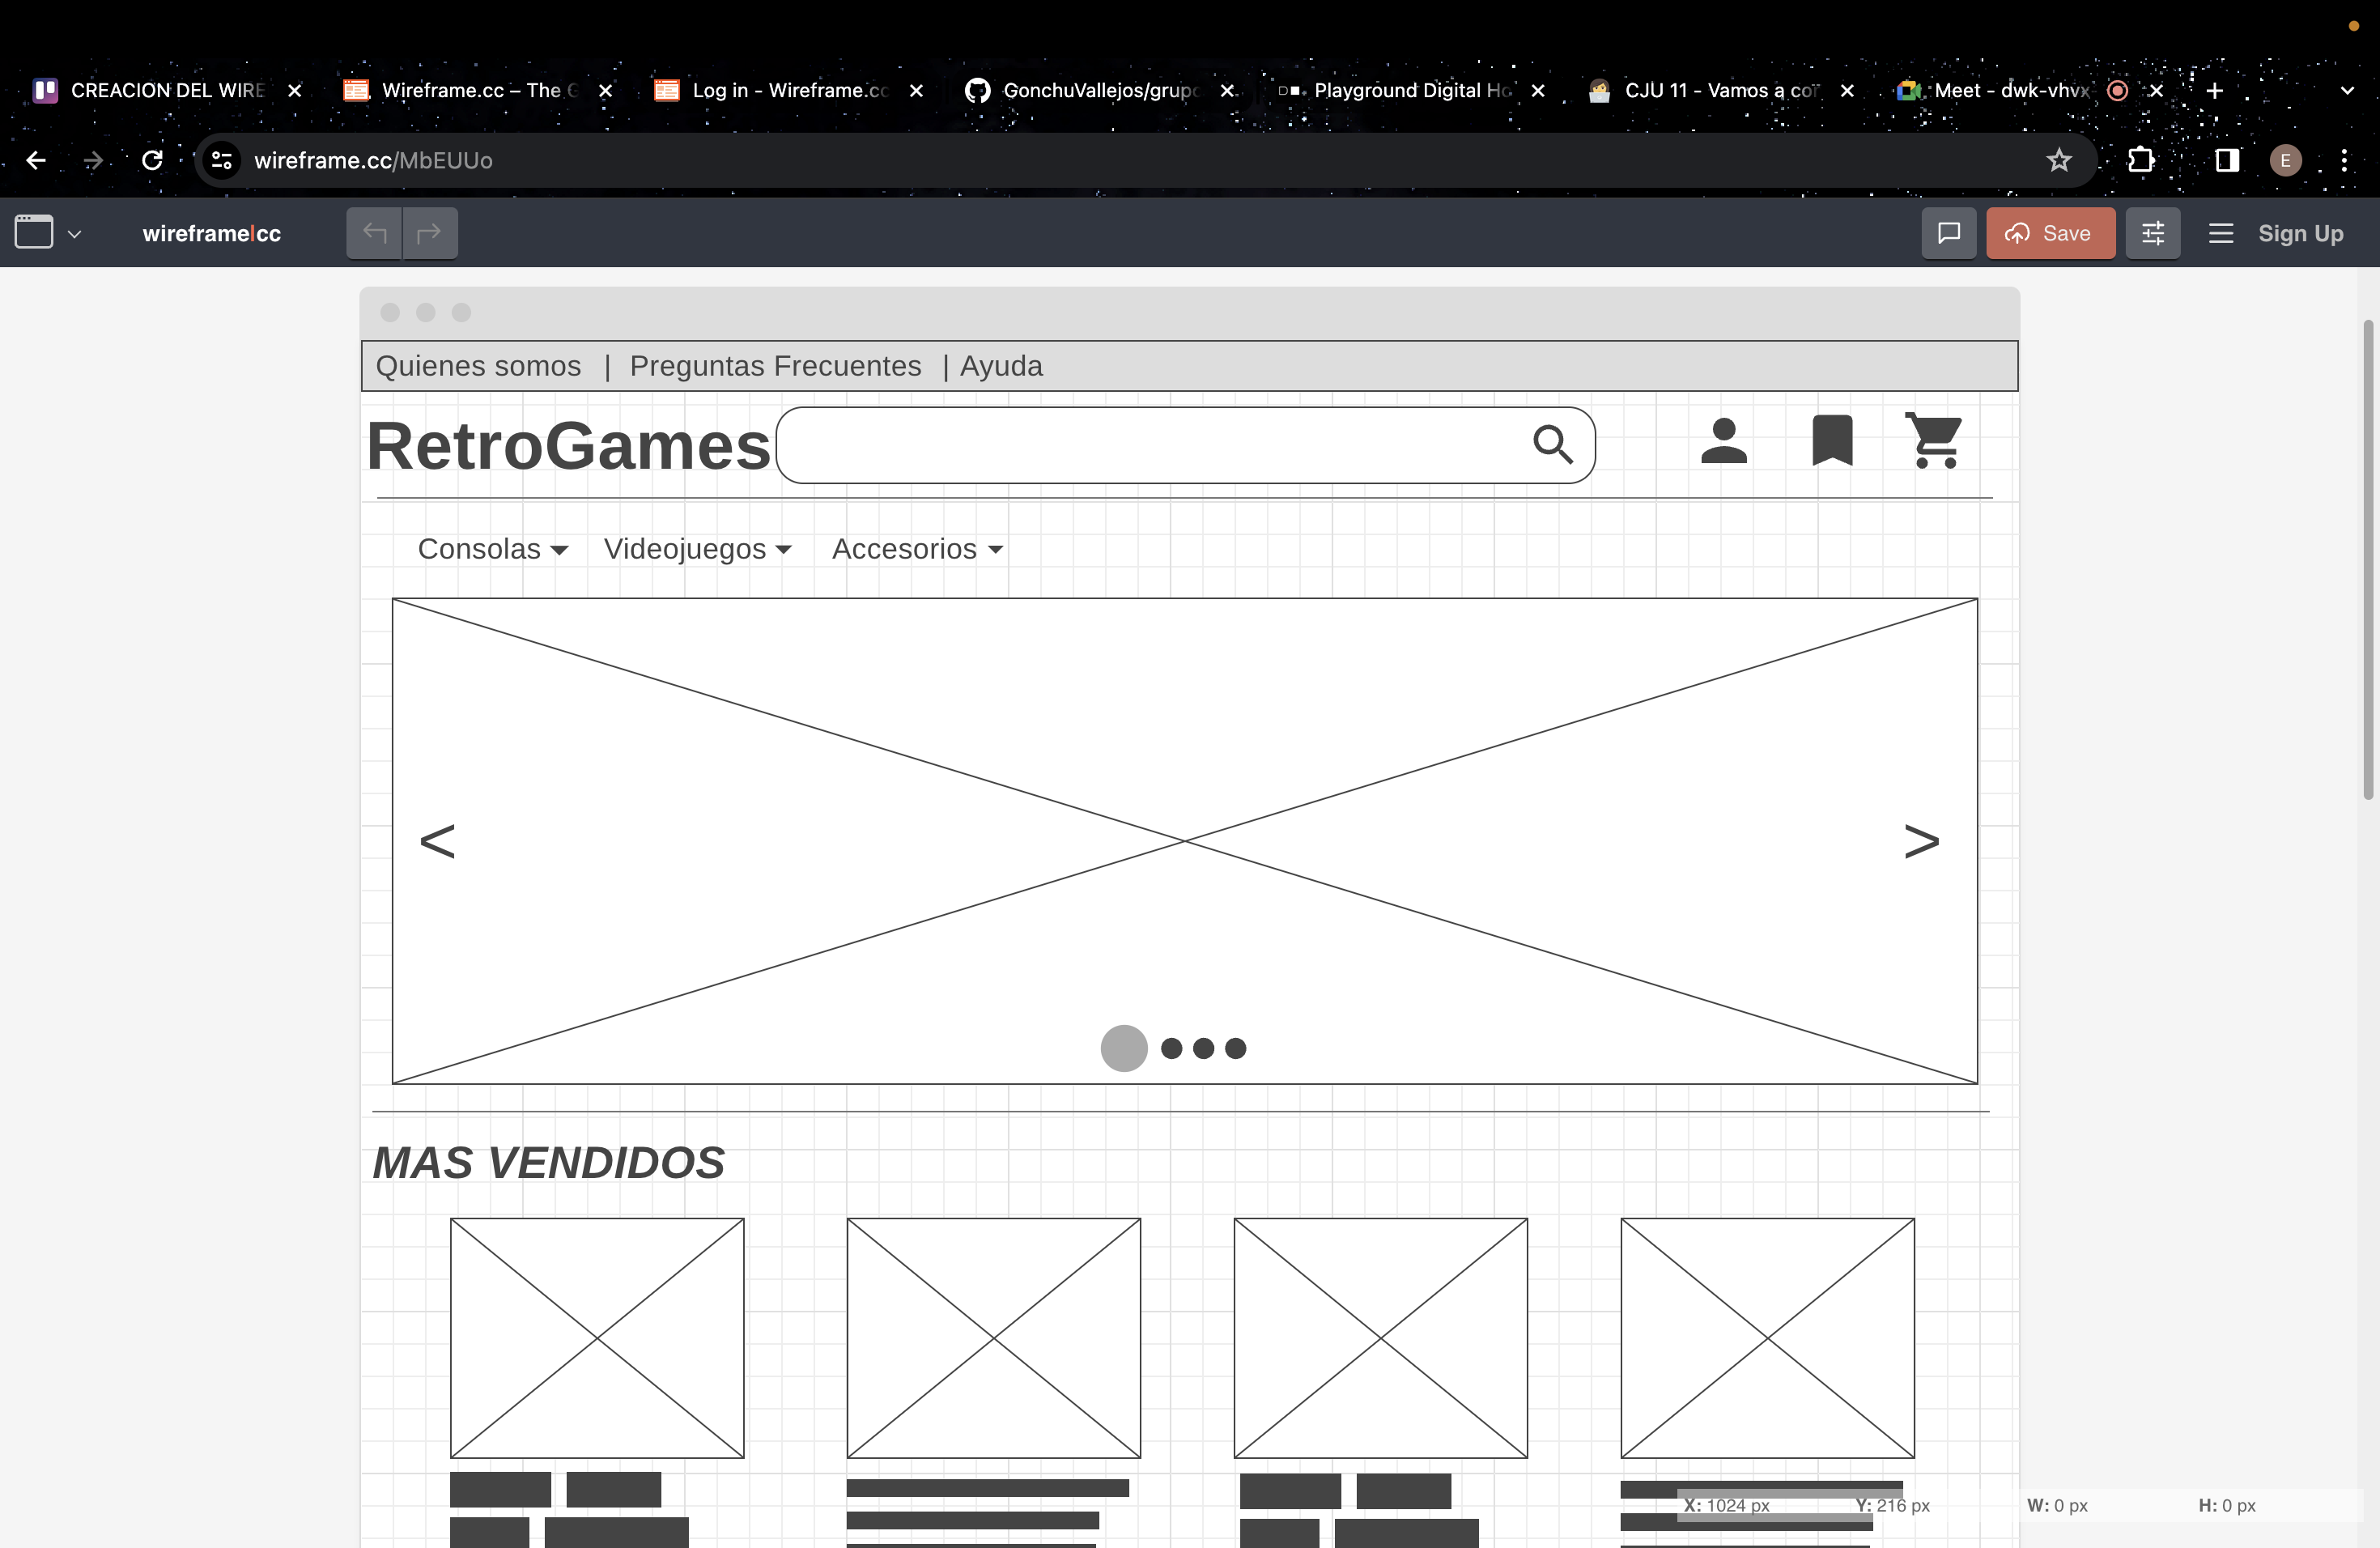 CREACION DEL WIRE
Wireframe.cc – The G
Log in - Wireframe.cc
GonchuVallejos/grupo
Playground Digital Ho
CJU 11 - Vamos a cor
Meet - dwk-vhvx
wireframe.cc/MbEUUo
E
wireframe|cc
Save
Sign Up
Quienes somos | Preguntas Frecuentes | Ayuda
RetroGames
Consolas Videojuegos Accesorios
< >
MAS VENDIDOS
X: 1024 px Y: 216 px W: 0 px H: 0 px